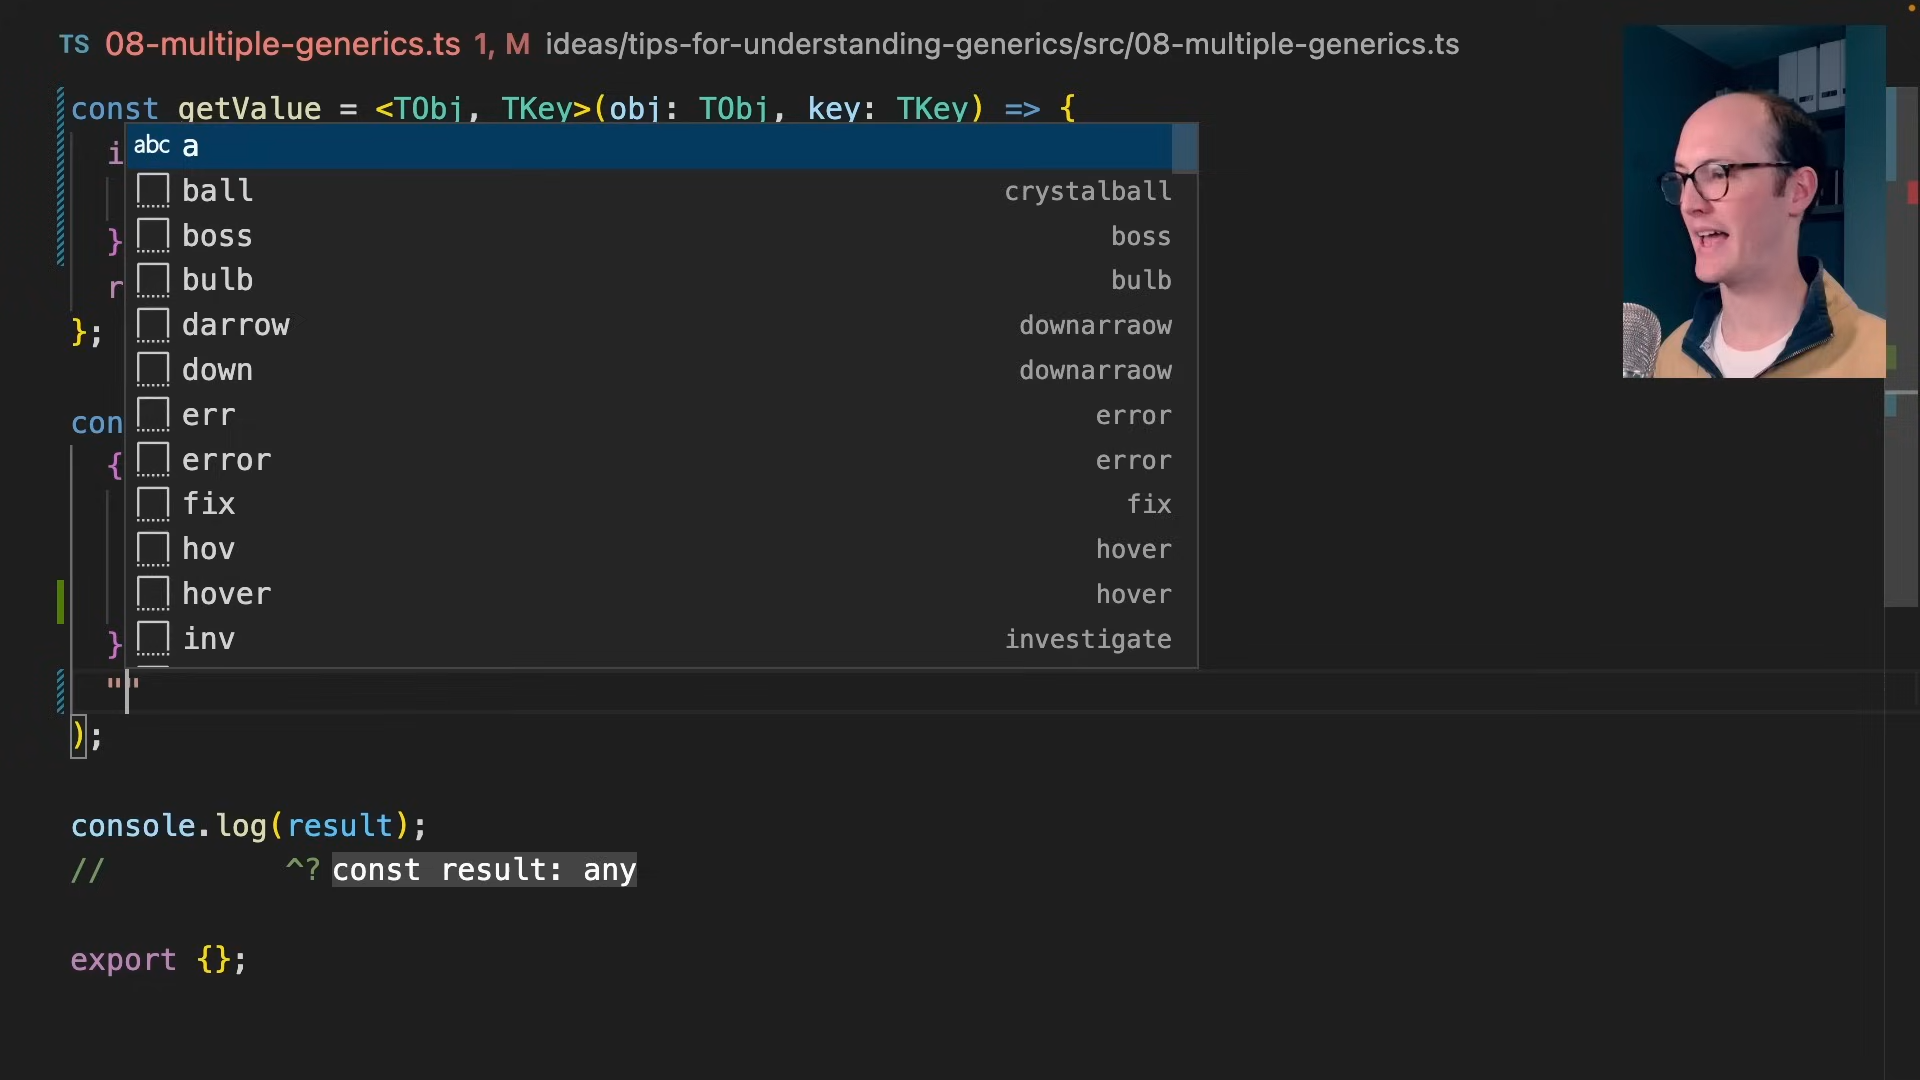 TS 08-multiple-generics.ts 1, M ideas/tips-for-understanding-generics/src/08-multiple-generics.ts
const getValue = <TObj, TKey>(obj: TObj, key: TKey) => {
i
abc a
ball crystalball
boss boss
}
bulb bulb
r
darrow downarraow
};
down downarraow
err error
con
error error
{
fix fix
hov hover
hover hover
inv investigate
}
""
);
console.log(result);
// ^? const result: any
export {};